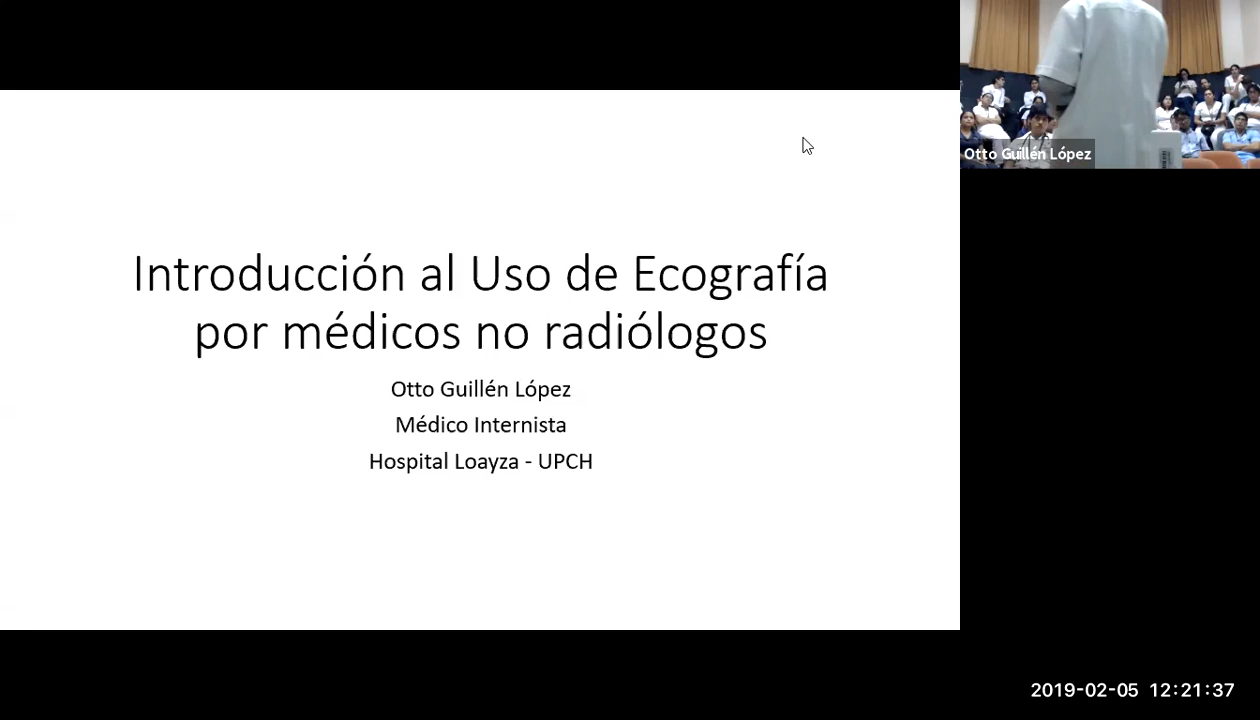 Introducción al Uso de Ecografía
por médicos no radiólogos
Otto Guillén López
Médico Internista
Hospital Loayza - UPCH
Otto Guillén López
2019-02-05 12:21:37